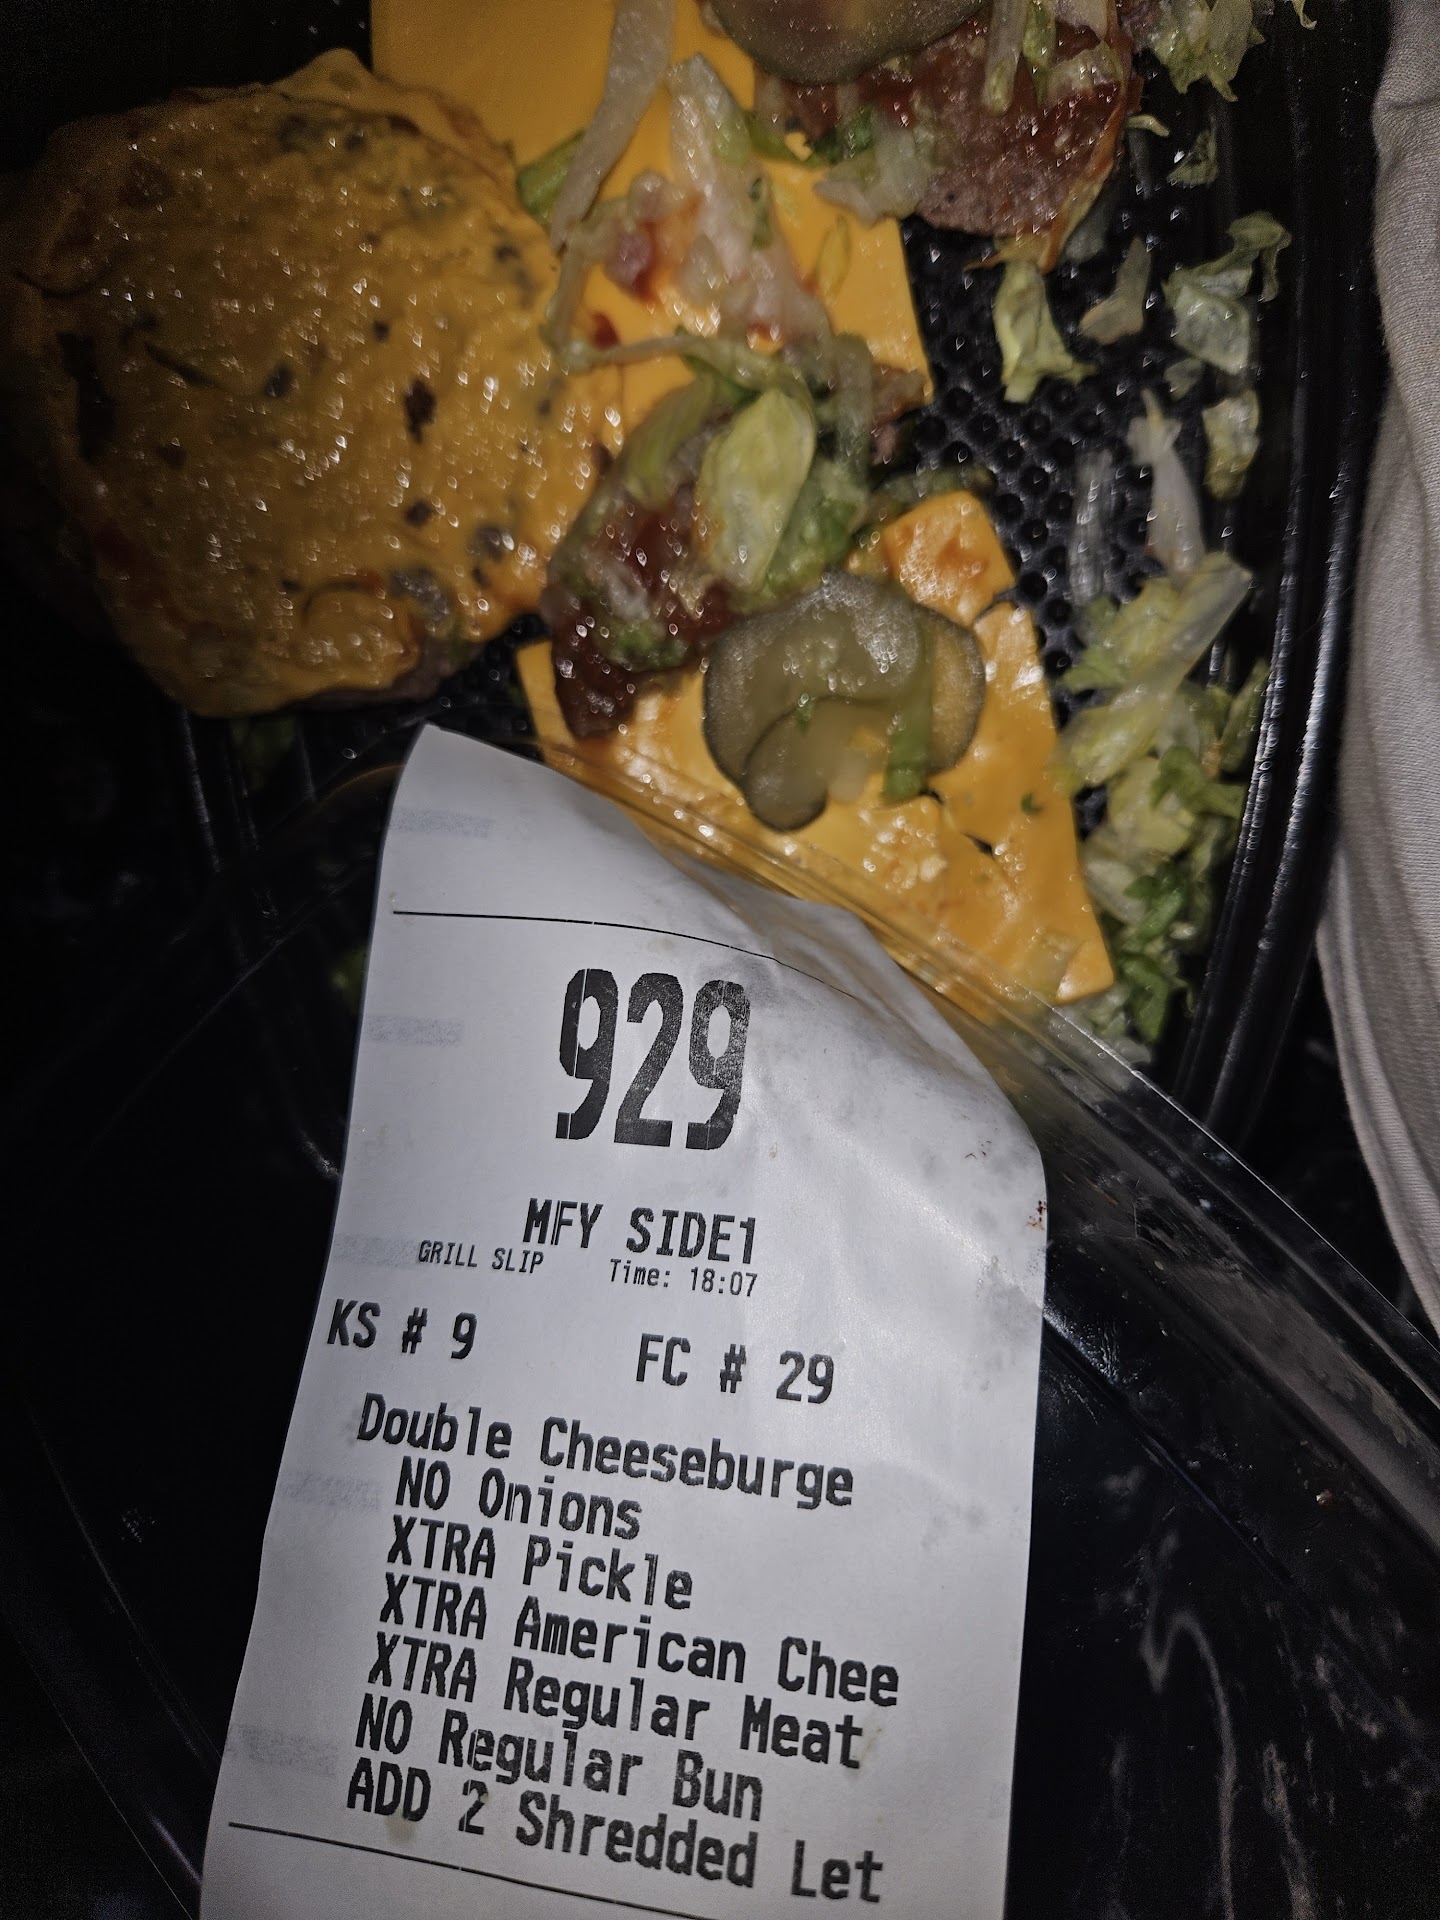 929
MFY SIDE1
GRILL SLIP Time: 18:07
KS # 9 FC # 29
Double Cheeseburge
NO Onions
XTRA Pickle
XTRA American Chee
XTRA Regular Meat
NO Regular Bun
ADD 2 Shredded Let